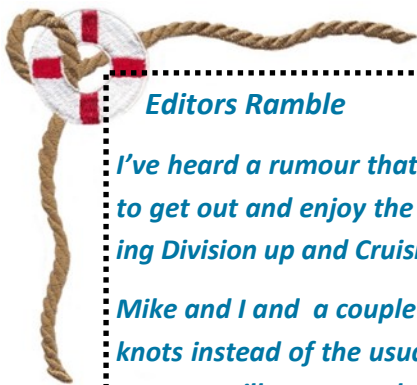 Editors Ramble
I've heard a rumour that
to get out and enjoy the
ing Division up and Cruisi
Mike and I and a couple
knots instead of the usua